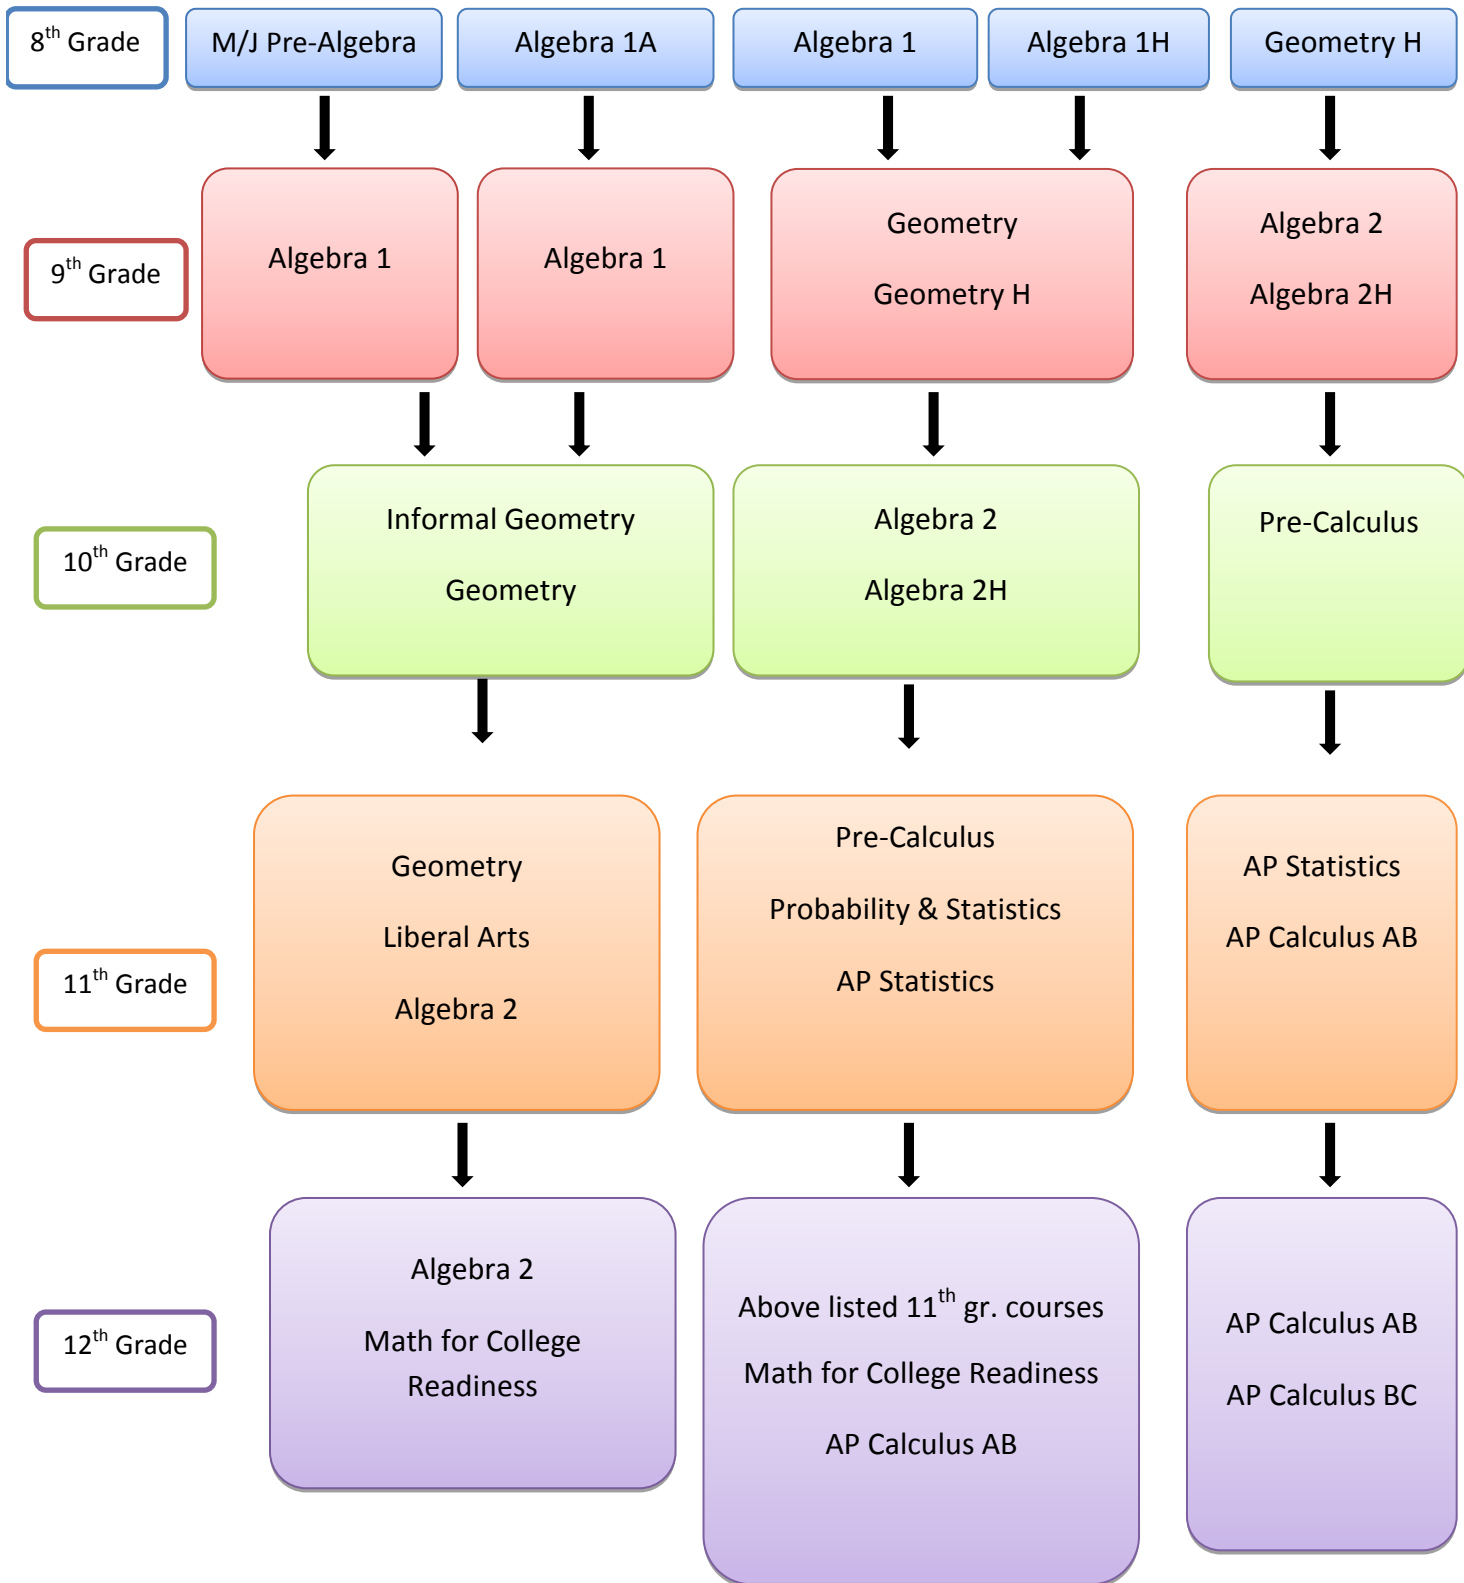 8th Grade
M/J Pre-Algebra
Algebra 1A
Algebra 1
Algebra 1H
Geometry H
9th Grade
Algebra 1
Algebra 1
Geometry
Geometry H
Algebra 2
Algebra 2H
10th Grade
Informal Geometry
Geometry
Algebra 2
Algebra 2H
Pre-Calculus
11th Grade
Geometry
Liberal Arts
Algebra 2
Pre-Calculus
Probability & Statistics
AP Statistics
AP Statistics
AP Calculus AB
12th Grade
Algebra 2
Math for College
Readiness
Above listed 11th gr. courses
Math for College Readiness
AP Calculus AB
AP Calculus AB
AP Calculus BC